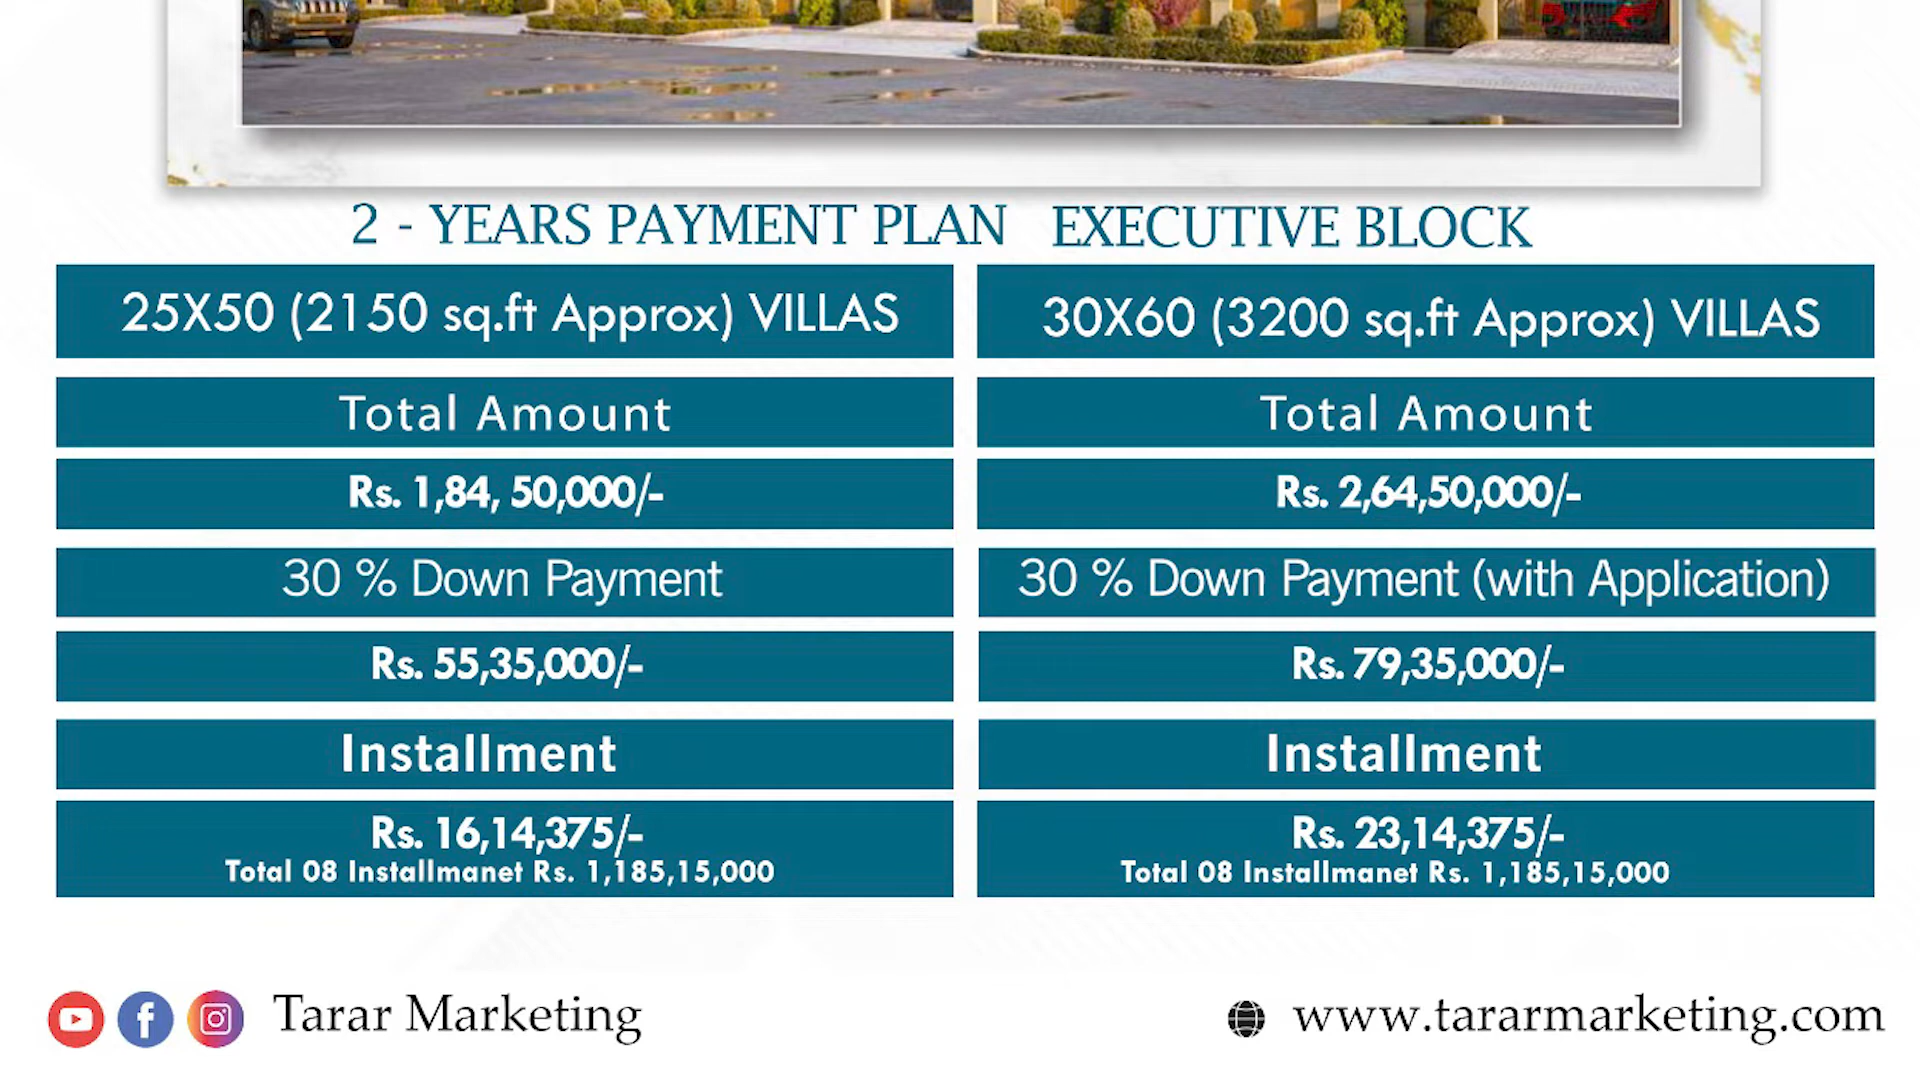 2 - YEARS PAYMENT PLAN EXECUTIVE BLOCK
25X50 (2150 sq.ft Approx) VILLAS
Total Amount
Rs. 1,84, 50,000/-
30 % Down Payment
Rs. 55,35,000/-
Installment
Rs. 16,14,375/-
Total 08 Installmanet Rs. 1,185,15,000
30X60 (3200 sq.ft Approx) VILLAS
Total Amount
Rs. 2,64,50,000/-
30 % Down Payment (with Application)
Rs. 79,35,000/-
Installment
Rs. 23,14,375/-
Total 08 Installmanet Rs. 1,185,15,000
Tarar Marketing
www.tararmarketing.com